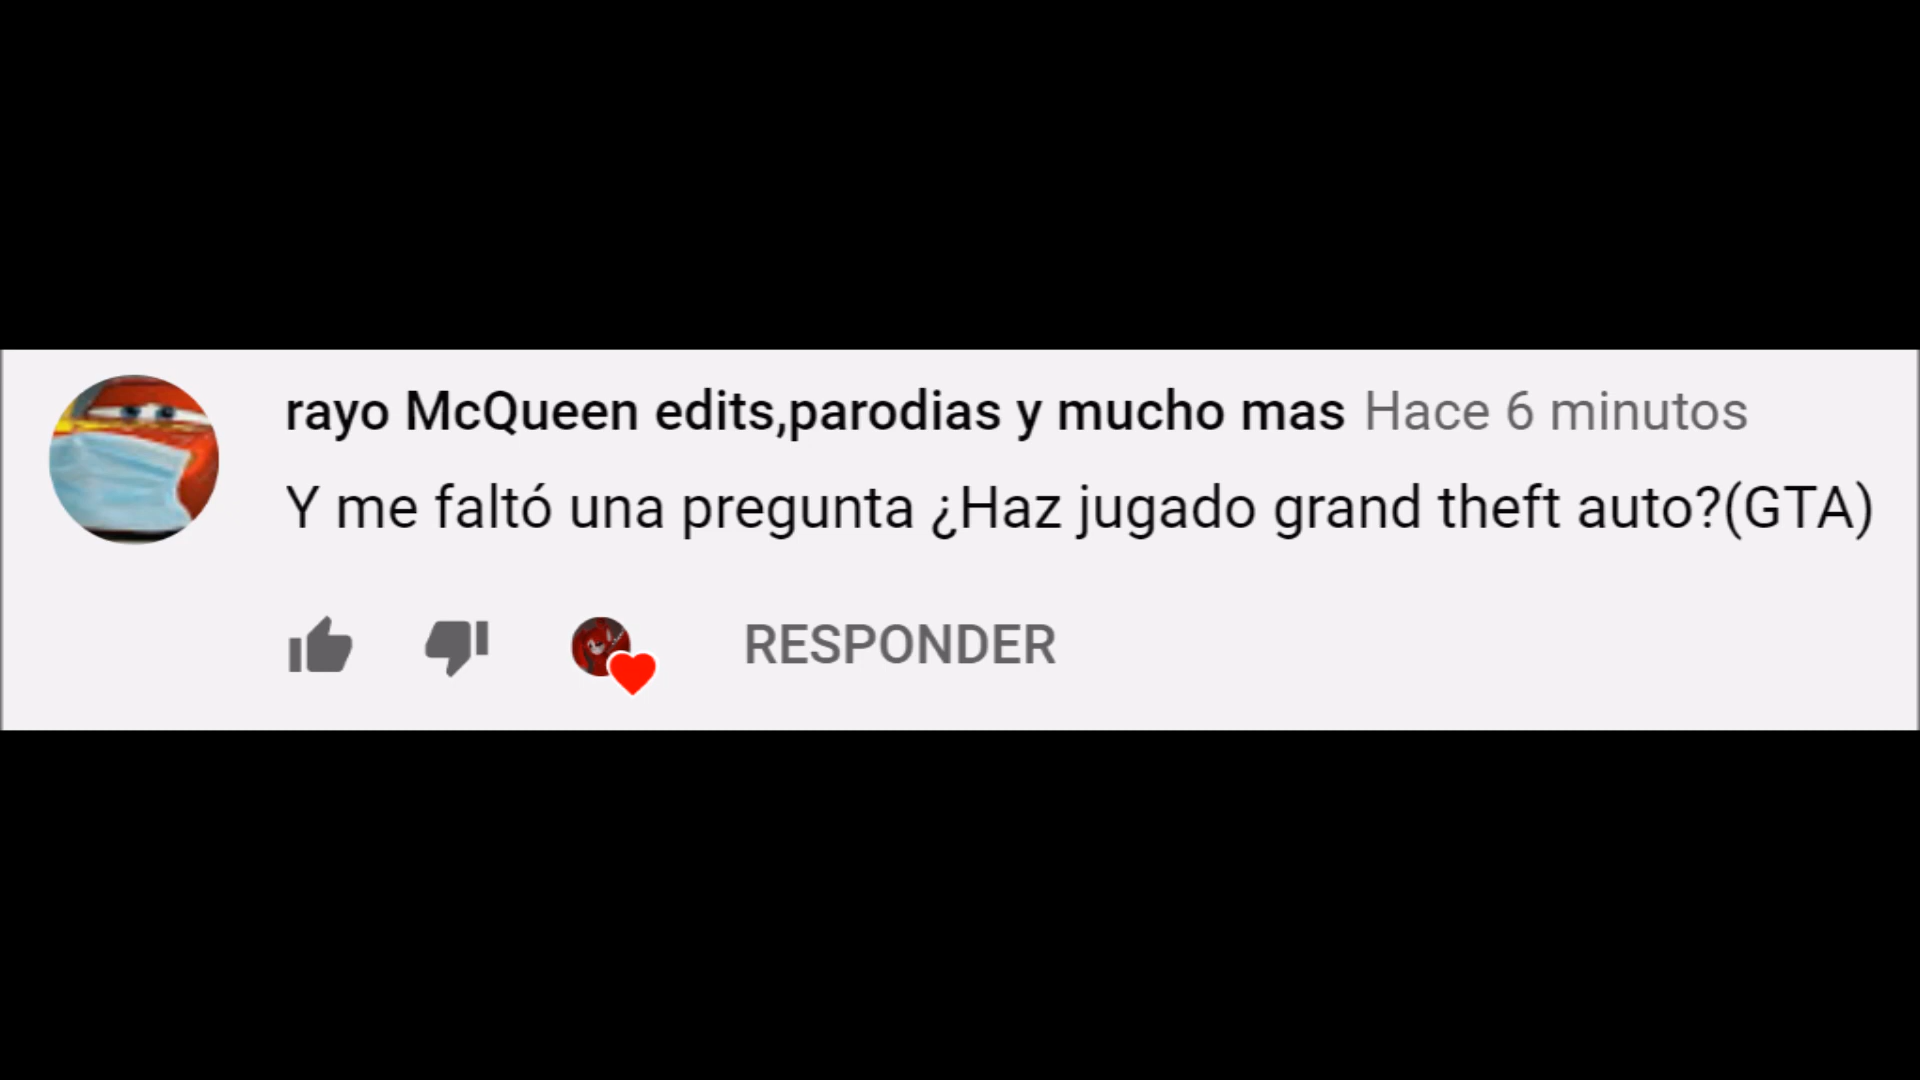 rayo McQueen edits,parodias y mucho mas Hace 6 minutos
Y me faltó una pregunta ¿Haz jugado grand theft auto?(GTA)
RESPONDER